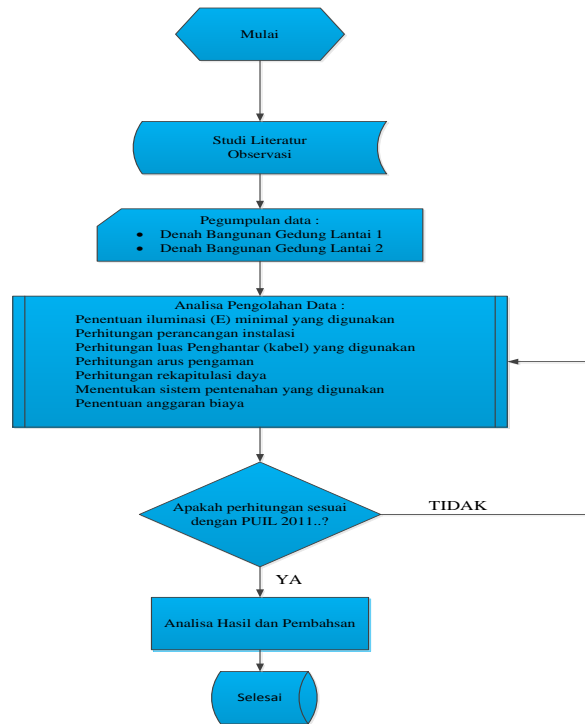 Mulai
Studi Literatur
Observasi
Pegumpulan data :
• Denah Bangunan Gedung Lantai 1
• Denah Bangunan Gedung Lantai 2
Analisa Pengolahan Data :
Penentuan iluminasi (E) minimal yang digunakan
Perhitungan perancangan instalasi
Perhitungan luas Penghantar (kabel) yang digunakan
Perhitungan arus pengaman
Perhitungan rekapitulasi daya
Menentukan sistem pentenahan yang digunakan
Penentuan anggaran biaya
Apakah perhitungan sesuai
dengan PUIL 2011..?
TIDAK
YA
Analisa Hasil dan Pembahsan
Selesai